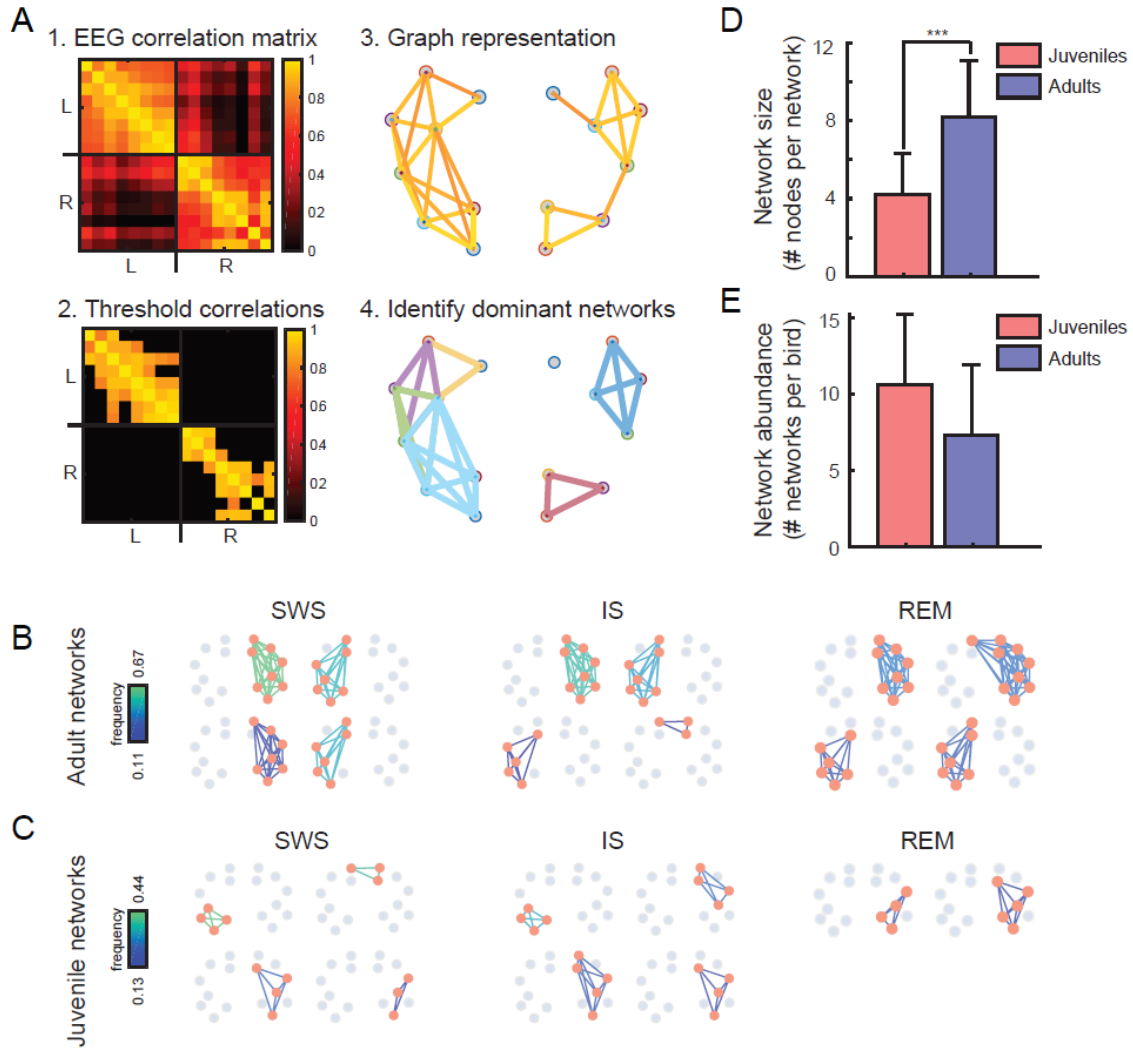 A
1. EEG correlation matrix
L
R
L
R
1
0.8
0.6
0.4
0.2
0
3. Graph representation
2. Threshold correlations
L
R
L
R
1
0.8
0.6
0.4
0.2
0
4. Identify dominant networks
D
Network size
(# nodes per network)
12
8
4
0
***
Juveniles
Adults
E
Network abundance
(# networks per bird)
15
10
5
0
Juveniles
Adults
B
Adult networks
frequency
0.11
0.67
SWS
IS
REM
C
Juvenile networks
frequency
0.13
0.44
SWS
IS
REM